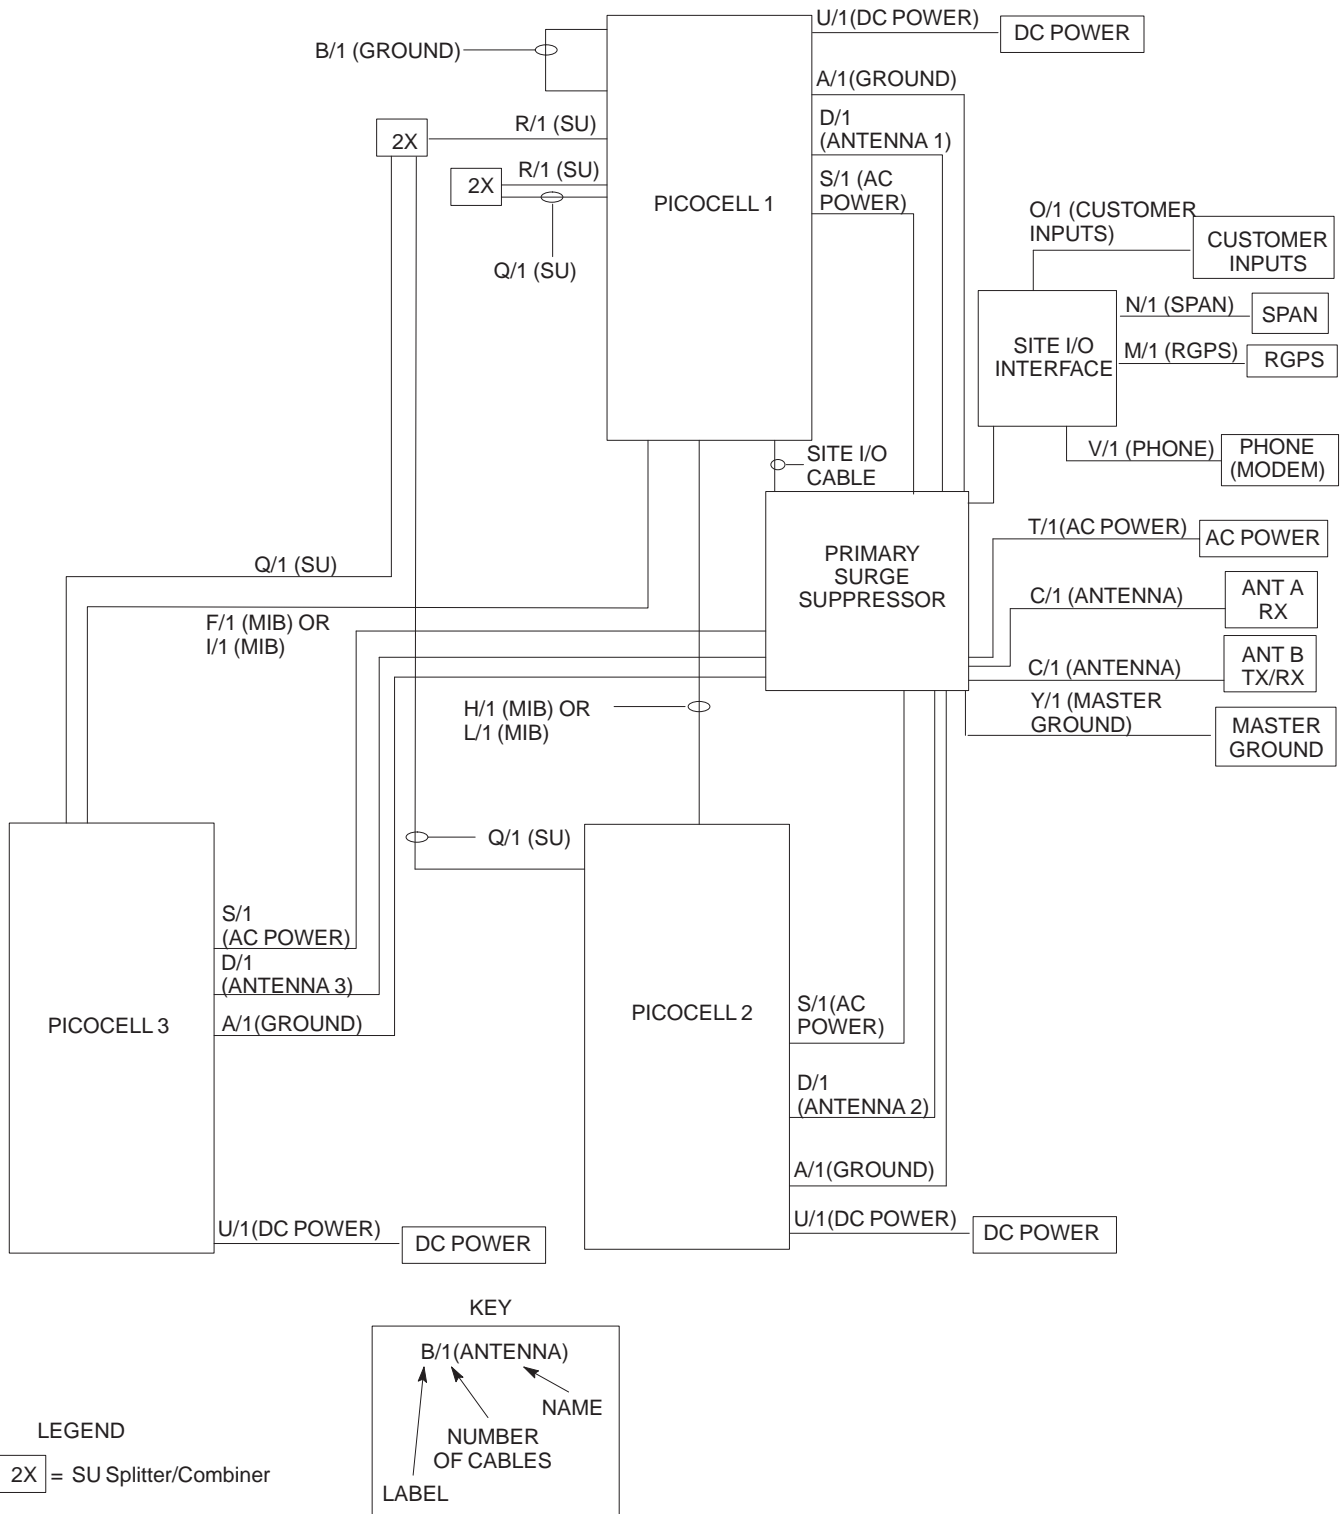 U/1(DC POWER)
DC POWER
B/1 (GROUND)
A/1(GROUND)
R/1 (SU)
2X
D/1
(ANTENNA 1)
R/1 (SU)
2X
S/1 (AC
POWER)
PICOCELL 1
Q/1 (SU)
O/1 (CUSTOMER
INPUTS)
CUSTOMER
INPUTS
N/1 (SPAN)
SPAN
SITE I/O
INTERFACE
M/1 (RGPS)
RGPS
V/1 (PHONE)
PHONE
(MODEM)
SITE I/O
CABLE
T/1(AC POWER)
AC POWER
PRIMARY
SURGE
SUPPRESSOR
Q/1 (SU)
C/1 (ANTENNA)
ANT A
RX
F/1 (MIB) OR
I/1 (MIB)
C/1 (ANTENNA)
ANT B
TX/RX
H/1 (MIB) OR
L/1 (MIB)
Y/1 (MASTER
GROUND)
MASTER
GROUND
Q/1 (SU)
S/1
(AC POWER)
D/1
(ANTENNA 3)
PICOCELL 3
A/1(GROUND)
PICOCELL 2
S/1(AC
POWER)
D/1
(ANTENNA 2)
A/1(GROUND)
U/1(DC POWER)
DC POWER
U/1(DC POWER)
DC POWER
KEY
B/1(ANTENNA)
NAME
NUMBER
OF CABLES
LABEL
LEGEND
2X = SU Splitter/Combiner